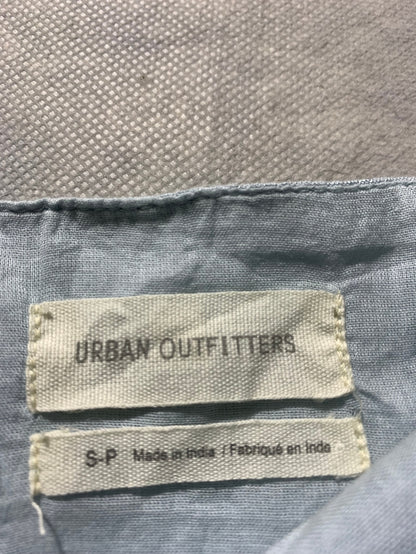 URBAN OUTFITTERS
S-P Made in India / Fabriqué en Inde